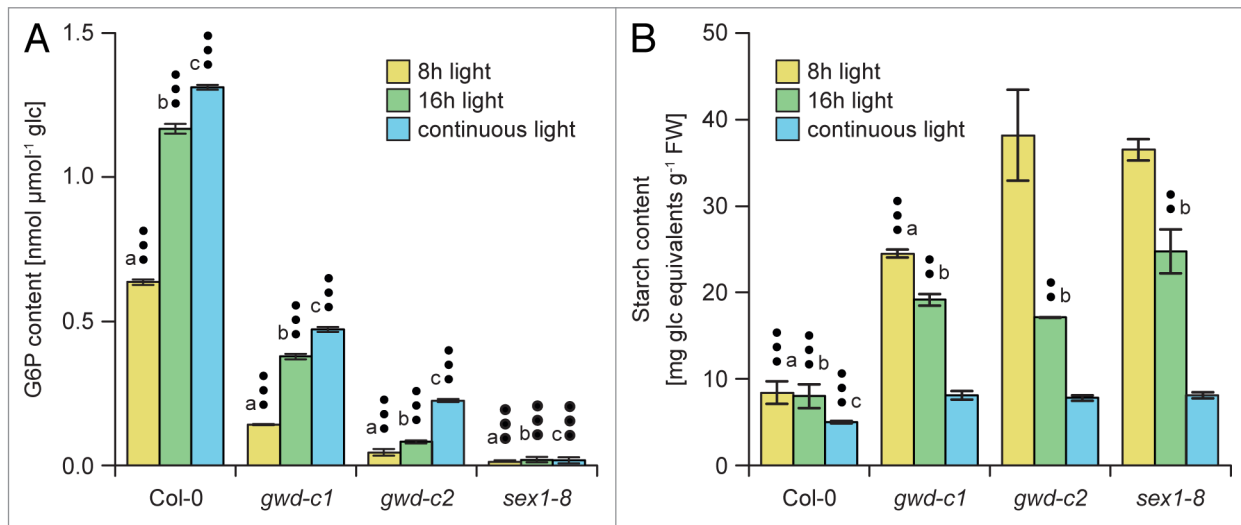 A
1.5
1.0
0.5
0.0
G6P content [nmol µmol⁻¹ glc]
8h light
16h light
continuous light
a
b
c
a
b
c
a
b
c
a
b
c
Col-0
gwd-c1
gwd-c2
sex1-8
B
50
40
30
20
10
0
Starch content
[mg glc equivalents g⁻¹ FW]
8h light
16h light
continuous light
a
b
c
a
b
b
b
Col-0
gwd-c1
gwd-c2
sex1-8